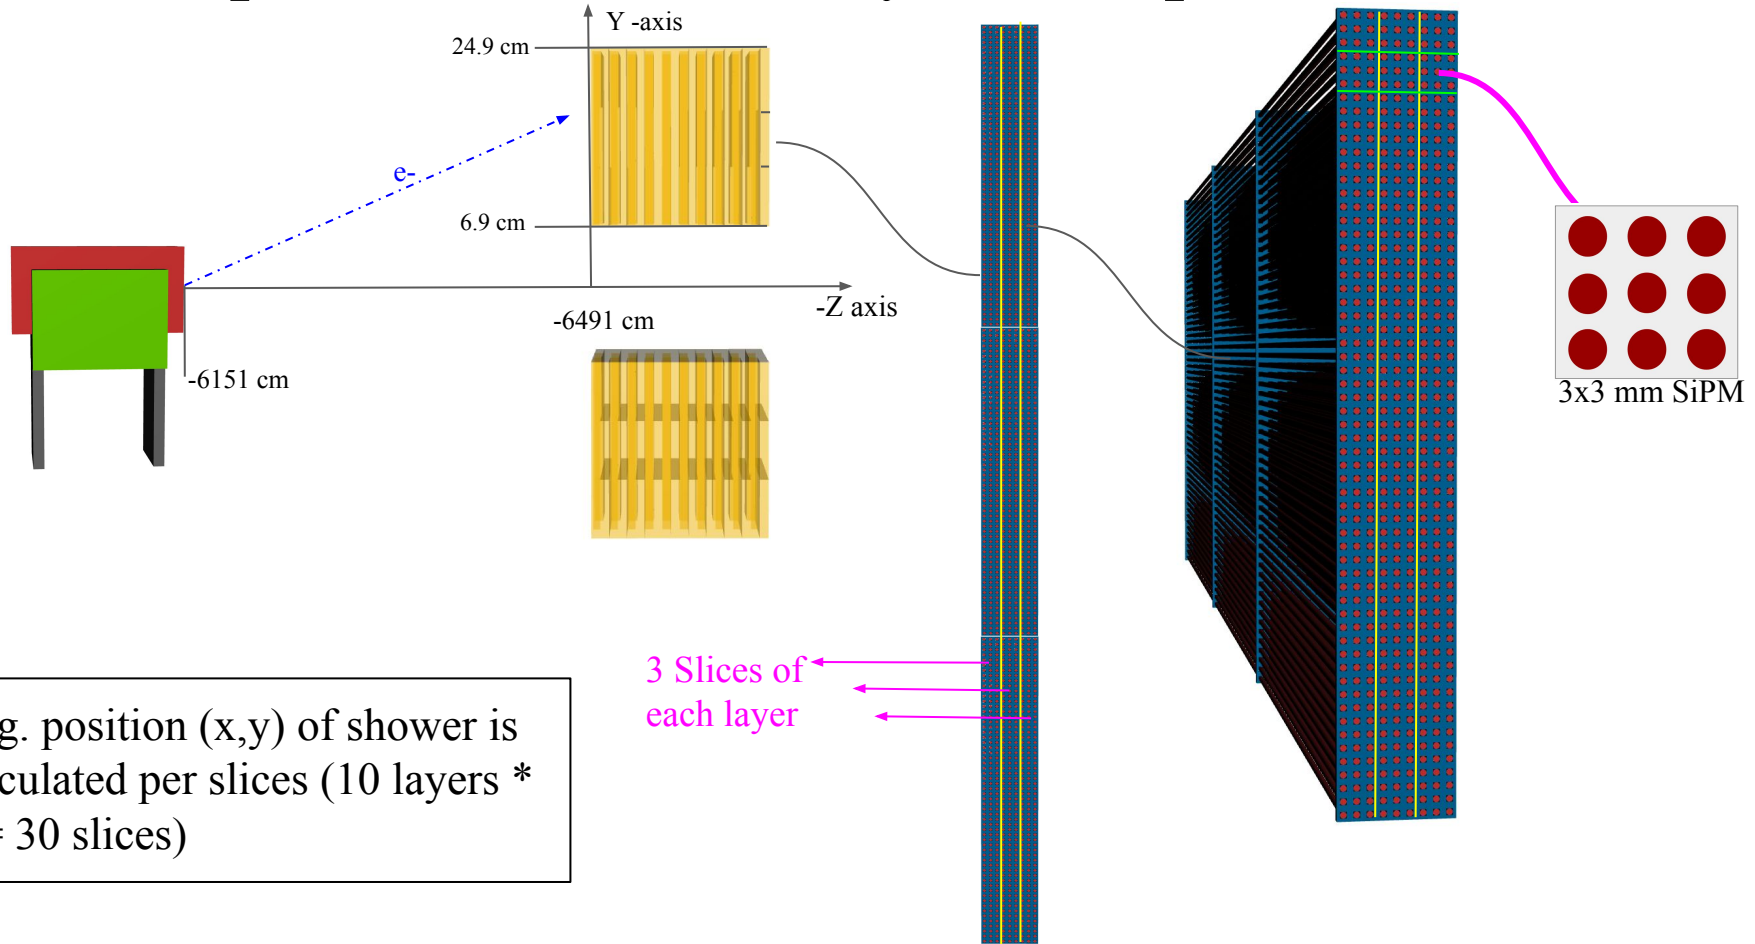 Y -axis
24.9 cm
e-
6.9 cm
-Z axis
-6491 cm
-6151 cm
3x3 mm SiPM
3 Slices of
each layer
g. position (x,y) of shower is
culated per slices (10 layers *
= 30 slices)